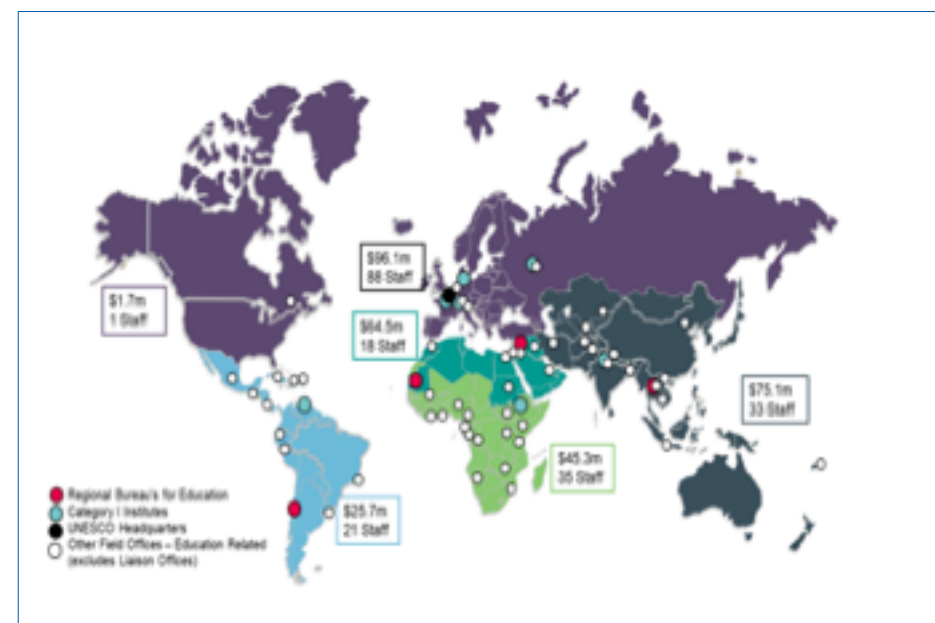 $96.1m
88 Staff
$1.7m
1 Staff
$64.5m
18 Staff
$75.1m
33 Staff
$45.3m
35 Staff
$25.7m
21 Staff
Regional Bureau's for Education
Category I Institutes
UNESCO Headquarters
Other Field Offices – Education Related
(excludes Liaison Offices)